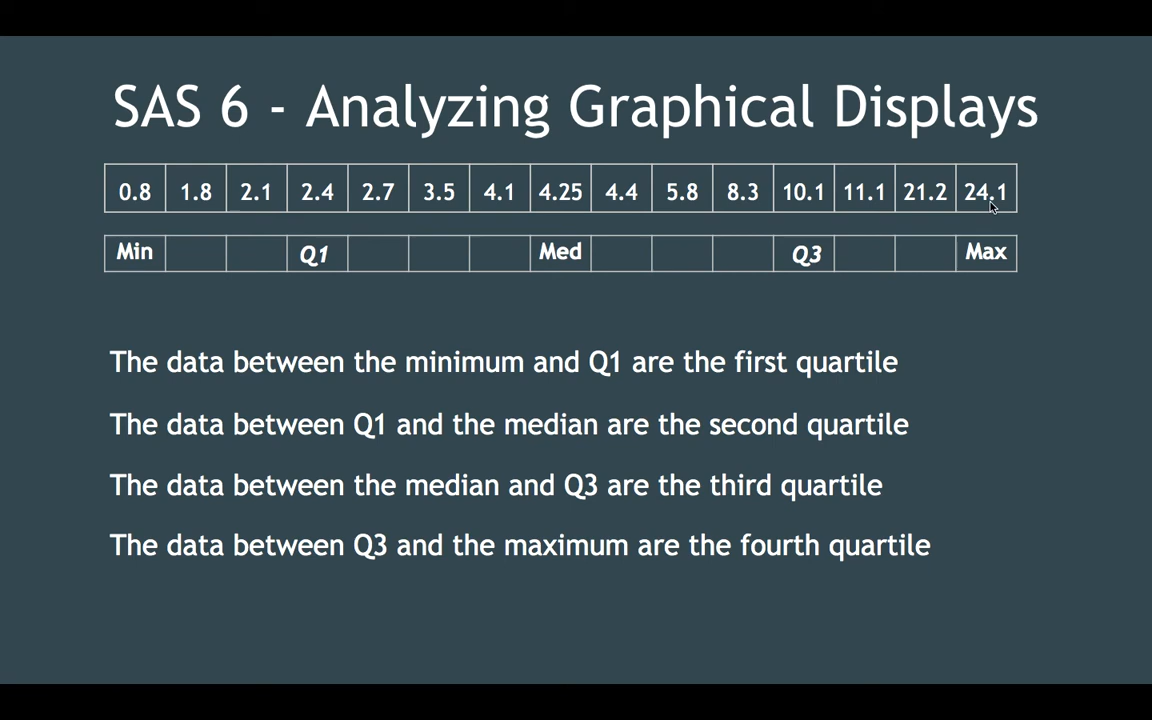 SAS 6 - Analyzing Graphical Displays
0.8 1.8 2.1 2.4 2.7 3.5 4.1 4.25 4.4 5.8 8.3 10.1 11.1 21.2 24.1
Min Q1 Med Q3 Max
The data between the minimum and Q1 are the first quartile
The data between Q1 and the median are the second quartile
The data between the median and Q3 are the third quartile
The data between Q3 and the maximum are the fourth quartile